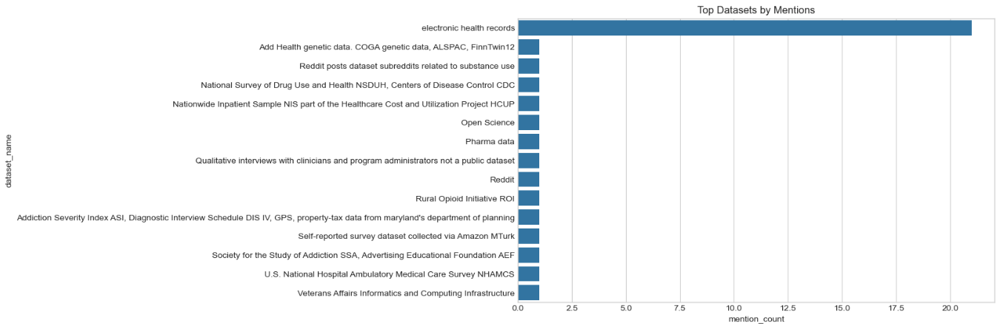 Top Datasets by Mentions
electronic health records
Add Health genetic data. COGA genetic data, ALSPAC, FinnTwin12
Reddit posts dataset subreddits related to substance use
National Survey of Drug Use and Health NSDUH, Centers of Disease Control CDC
Nationwide Inpatient Sample NIS part of the Healthcare Cost and Utilization Project HCUP
Open Science
Pharma data
Qualitative interviews with clinicians and program administrators not a public dataset
Reddit
Rural Opioid Initiative ROI
Addiction Severity Index ASI, Diagnostic Interview Schedule DIS IV, GPS, property-tax data from maryland's department of planning
Self-reported survey dataset collected via Amazon MTurk
Society for the Study of Addiction SSA, Advertising Educational Foundation AEF
U.S. National Hospital Ambulatory Medical Care Survey NHAMCS
Veterans Affairs Informatics and Computing Infrastructure
dataset_name
0.0 2.5 5.0 7.5 10.0 12.5 15.0 17.5 20.0
mention_count